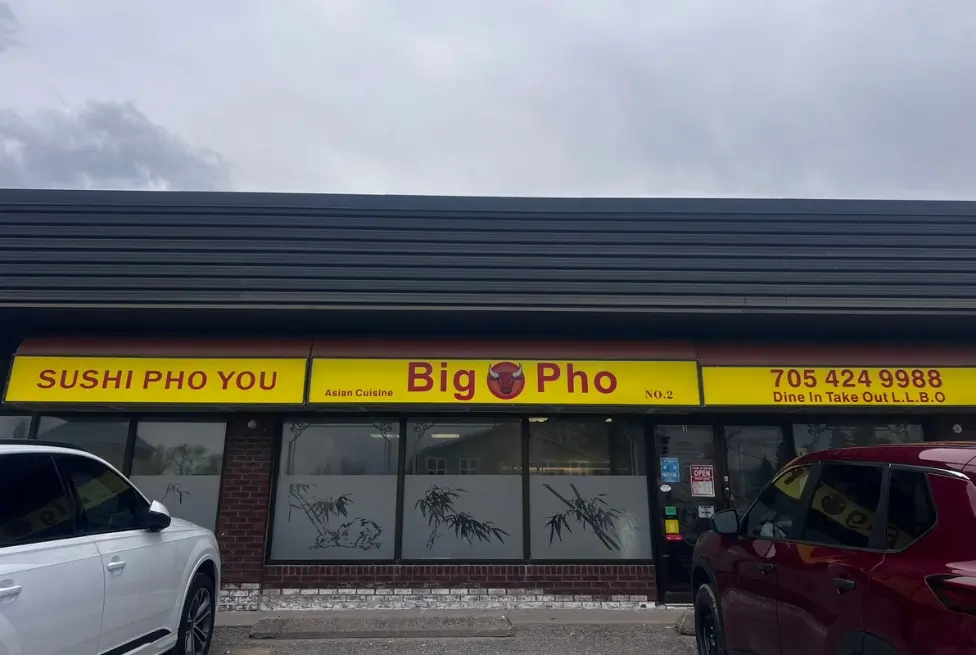 SUSHI PHO YOU
Big Pho
Asian Cuisine
NO.2
705 424 9988
Dine In Take Out L.L.B.O
OPEN